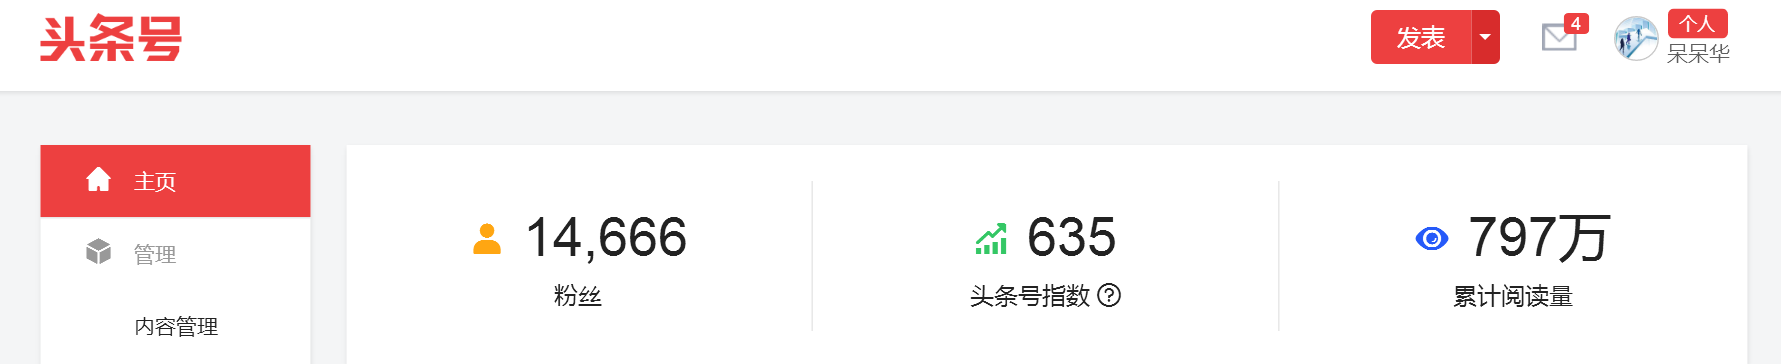 头条号
发表
4
个人
呆呆华
主页
管理
内容管理
14,666
粉丝
635
头条号指数 ?
797万
累计阅读量